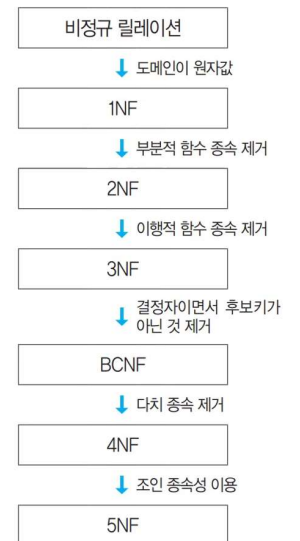 비정규 릴레이션
도메인이 원자값
1NF
부분적 함수 종속 제거
2NF
이행적 함수 종속 제거
3NF
결정자이면서 후보키가
아닌 것 제거
BCNF
다치 종속 제거
4NF
조인 종속성 이용
5NF